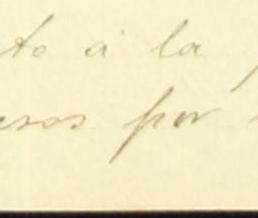 to á la
esos por